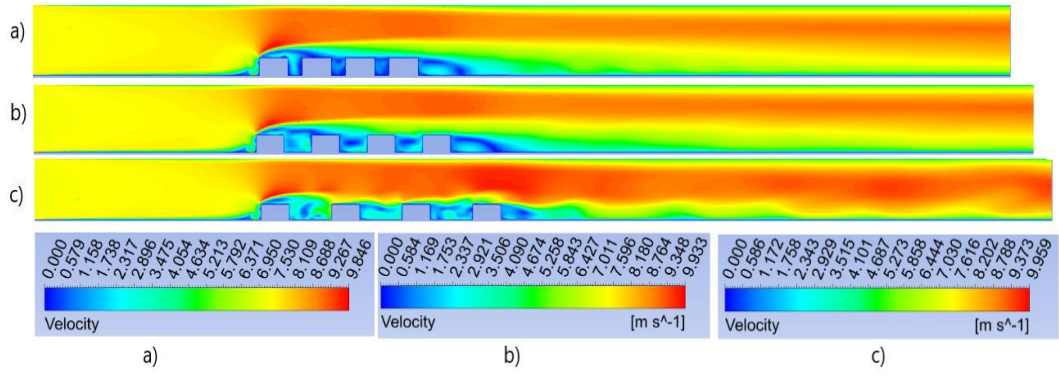 a)
b)
c)
0.000 0.579 1.158 1.738 2.317 2.896 3.475 4.054 4.634 5.213 5.792 6.371 6.950 7.530 8.109 8.688 9.267 9.846
Velocity
a)
0.000 0.584 1.169 1.753 2.337 2.921 3.506 4.090 4.674 5.258 5.843 6.427 7.011 7.596 8.180 8.764 9.348 9.933
Velocity [m s^-1]
b)
0.000 0.586 1.172 1.758 2.343 2.929 3.515 4.101 4.687 5.273 5.858 6.444 7.030 7.616 8.202 8.788 9.373 9.959
Velocity [m s^-1]
c)